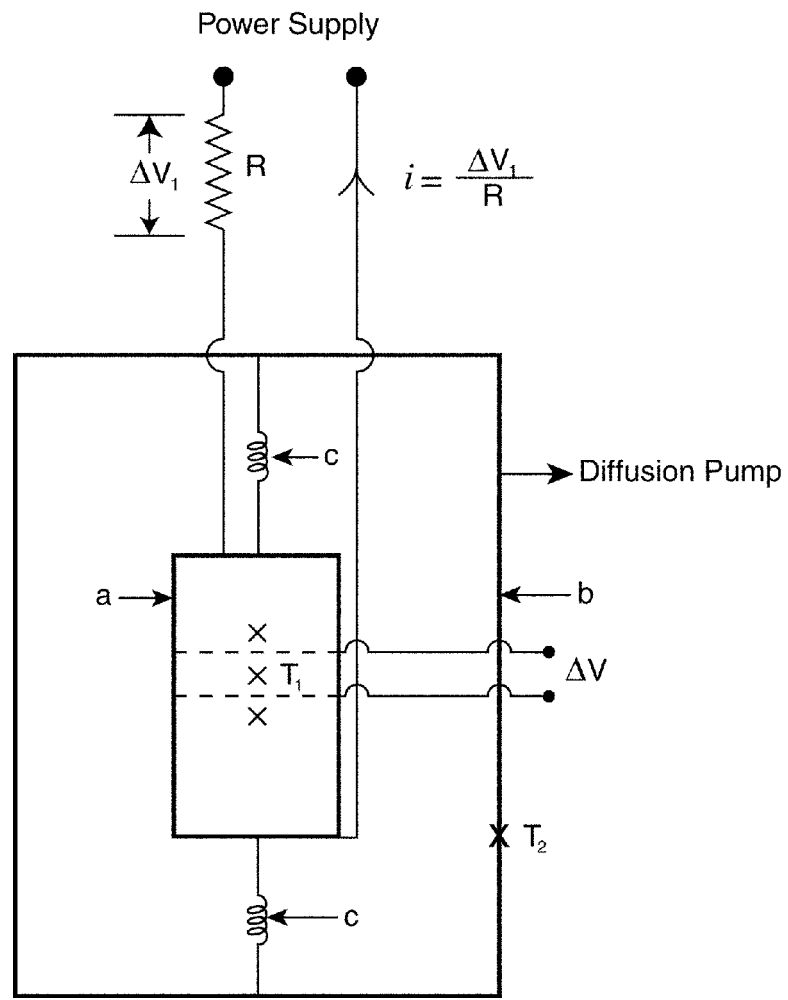 Power Supply
ΔV₁
R
i = ΔV₁ / R
c
Diffusion Pump
a
b
T₁
ΔV
T₂
c